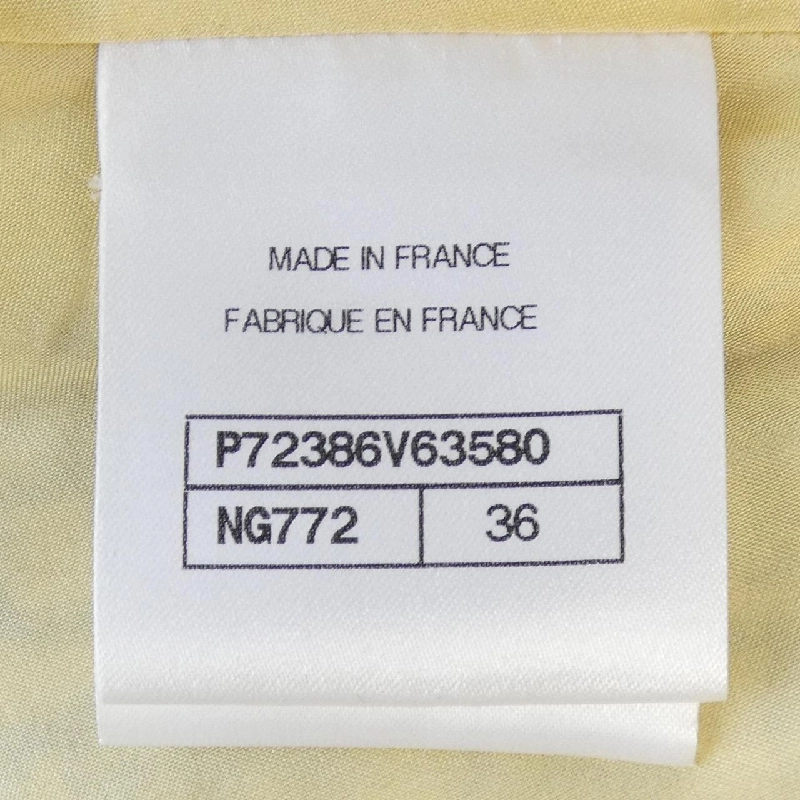 MADE IN FRANCE
FABRIQUE EN FRANCE
P72386V63580
NG772 36